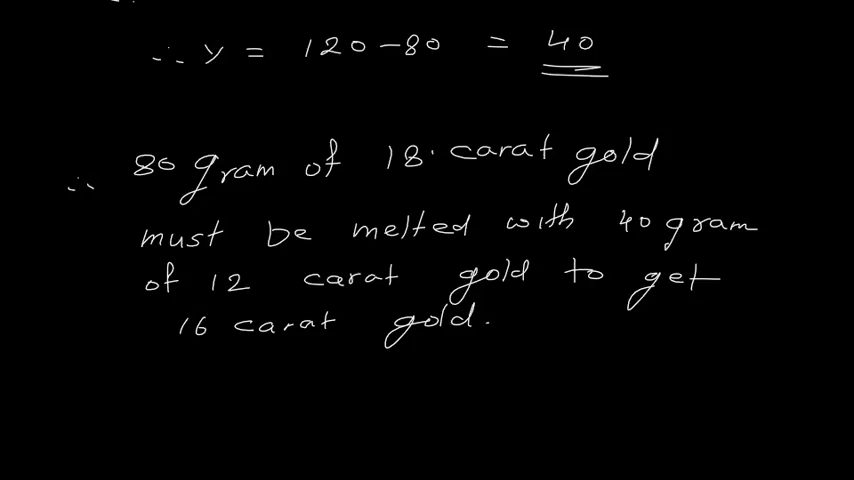 ∴ y = 120 - 80 = 40
∴ 80 gram of 18. carat gold
must be melted with 40 gram
of 12 carat gold to get
16 carat gold.